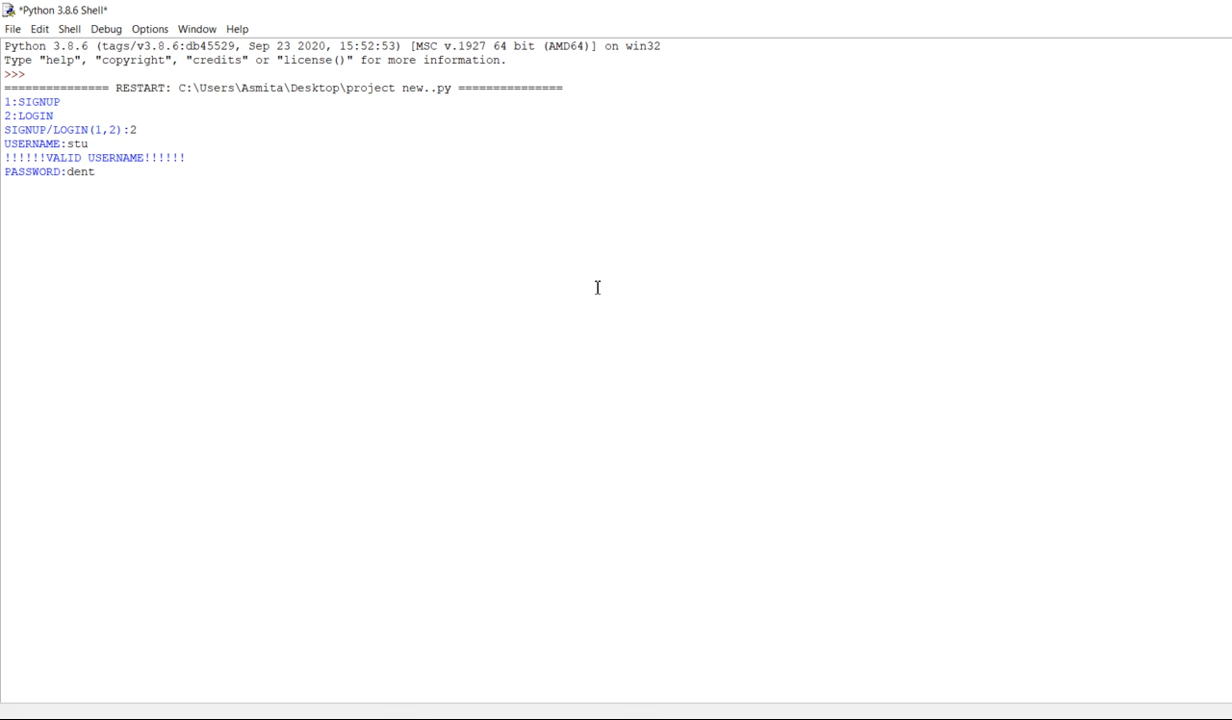 *Python 3.8.6 Shell*
File Edit Shell Debug Options Window Help
Python 3.8.6 (tags/v3.8.6:db45529, Sep 23 2020, 15:52:53) [MSC v.1927 64 bit (AMD64)] on win32
Type "help", "copyright", "credits" or "license()" for more information.
>>>
=============== RESTART: C:\Users\Asmita\Desktop\project new..py ===============
1:SIGNUP
2:LOGIN
SIGNUP/LOGIN(1,2):2
USERNAME:stu
!!!!!!VALID USERNAME!!!!!!
PASSWORD:dent